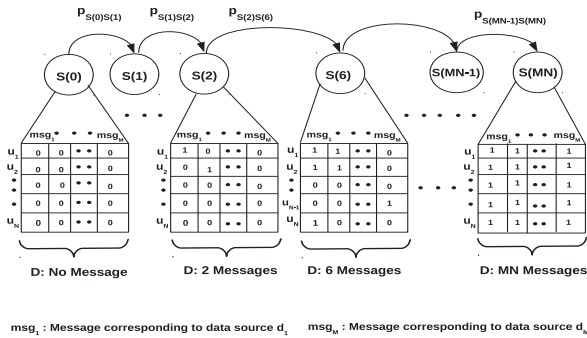 P_S(0)S(1) P_S(1)S(2) P_S(2)S(6) P_S(MN-1)S(MN)
S(0) S(1) S(2) S(6) S(MN-1) S(MN)
msg_1 msg_M msg_1 msg_M msg_1 msg_M msg_1 msg_M
u_1 0 0 0 u_1 1 0 0 u_1 1 1 0 u_1 1 1 1
u_2 0 0 0 u_2 0 1 0 u_2 1 1 0 u_2 1 1 1
0 0 0 0 0 0 0 0 0 1 1 1
0 0 0 0 0 0 u_N-1 0 0 1 1 1 1
u_N 0 0 0 u_N 0 0 0 u_N 1 0 0 u_N 1 1 1
D: No Message D: 2 Messages D: 6 Messages D: MN Messages
msg_1 : Message corresponding to data source d_1 msg_M : Message corresponding to data source d_M